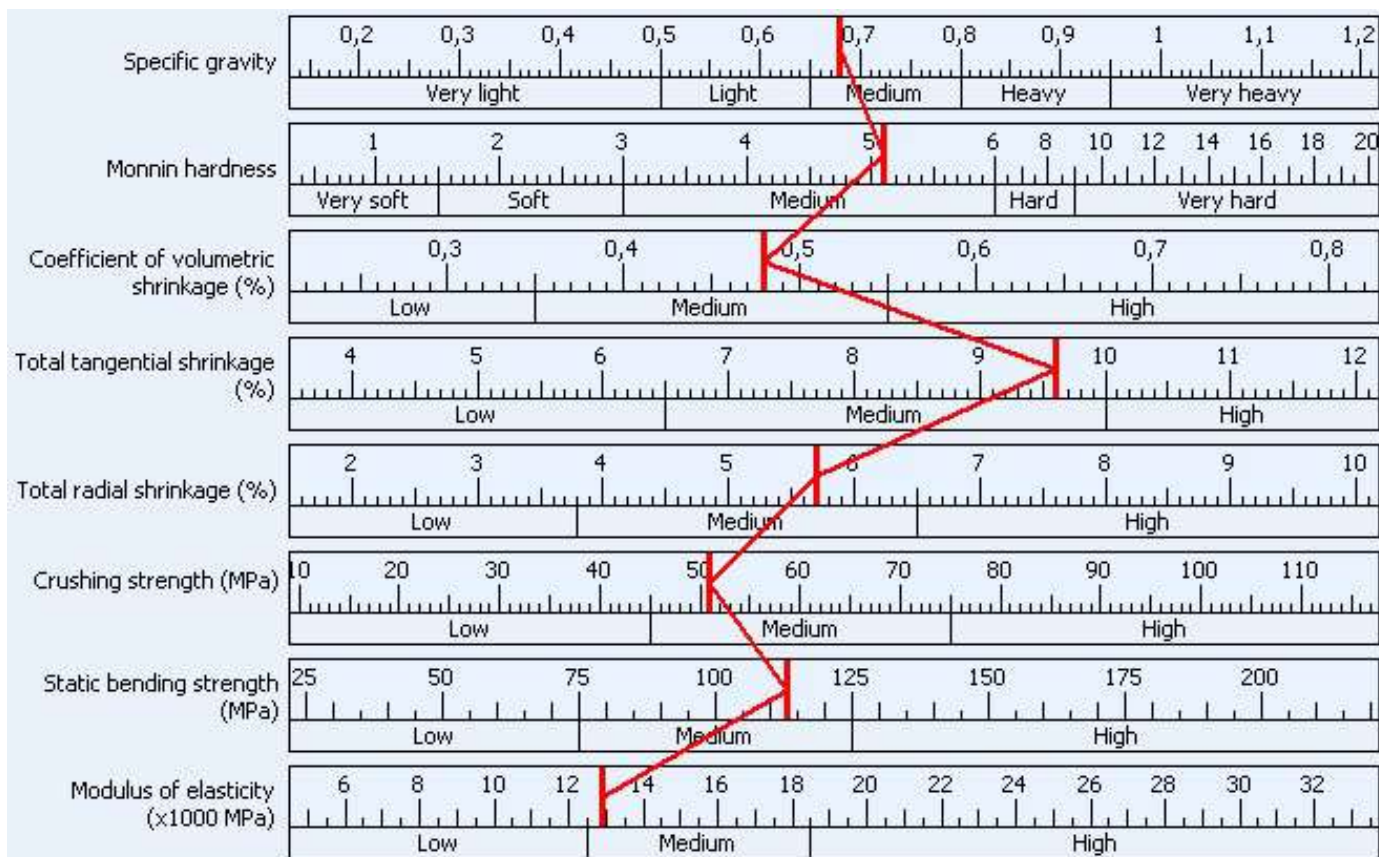 0,2 0,3 0,4 0,5 0,6 0,7 0,8 0,9 1 1,1 1,2
Specific gravity
Very light Light Medium Heavy Very heavy
1 2 3 4 5 6 8 10 12 14 16 18 20
Monnin hardness
Very soft Soft Medium Hard Very hard
0,3 0,4 0,5 0,6 0,7 0,8
Coefficient of volumetric
shrinkage (%)
Low Medium High
4 5 6 7 8 9 10 11 12
Total tangential shrinkage
(%)
Low Medium High
2 3 4 5 6 7 8 9 10
Total radial shrinkage (%)
Low Medium High
10 20 30 40 50 60 70 80 90 100 110
Crushing strength (MPa)
Low Medium High
25 50 75 100 125 150 175 200
Static bending strength
(MPa)
Low Medium High
6 8 10 12 14 16 18 20 22 24 26 28 30 32
Modulus of elasticity
(x1000 MPa)
Low Medium High